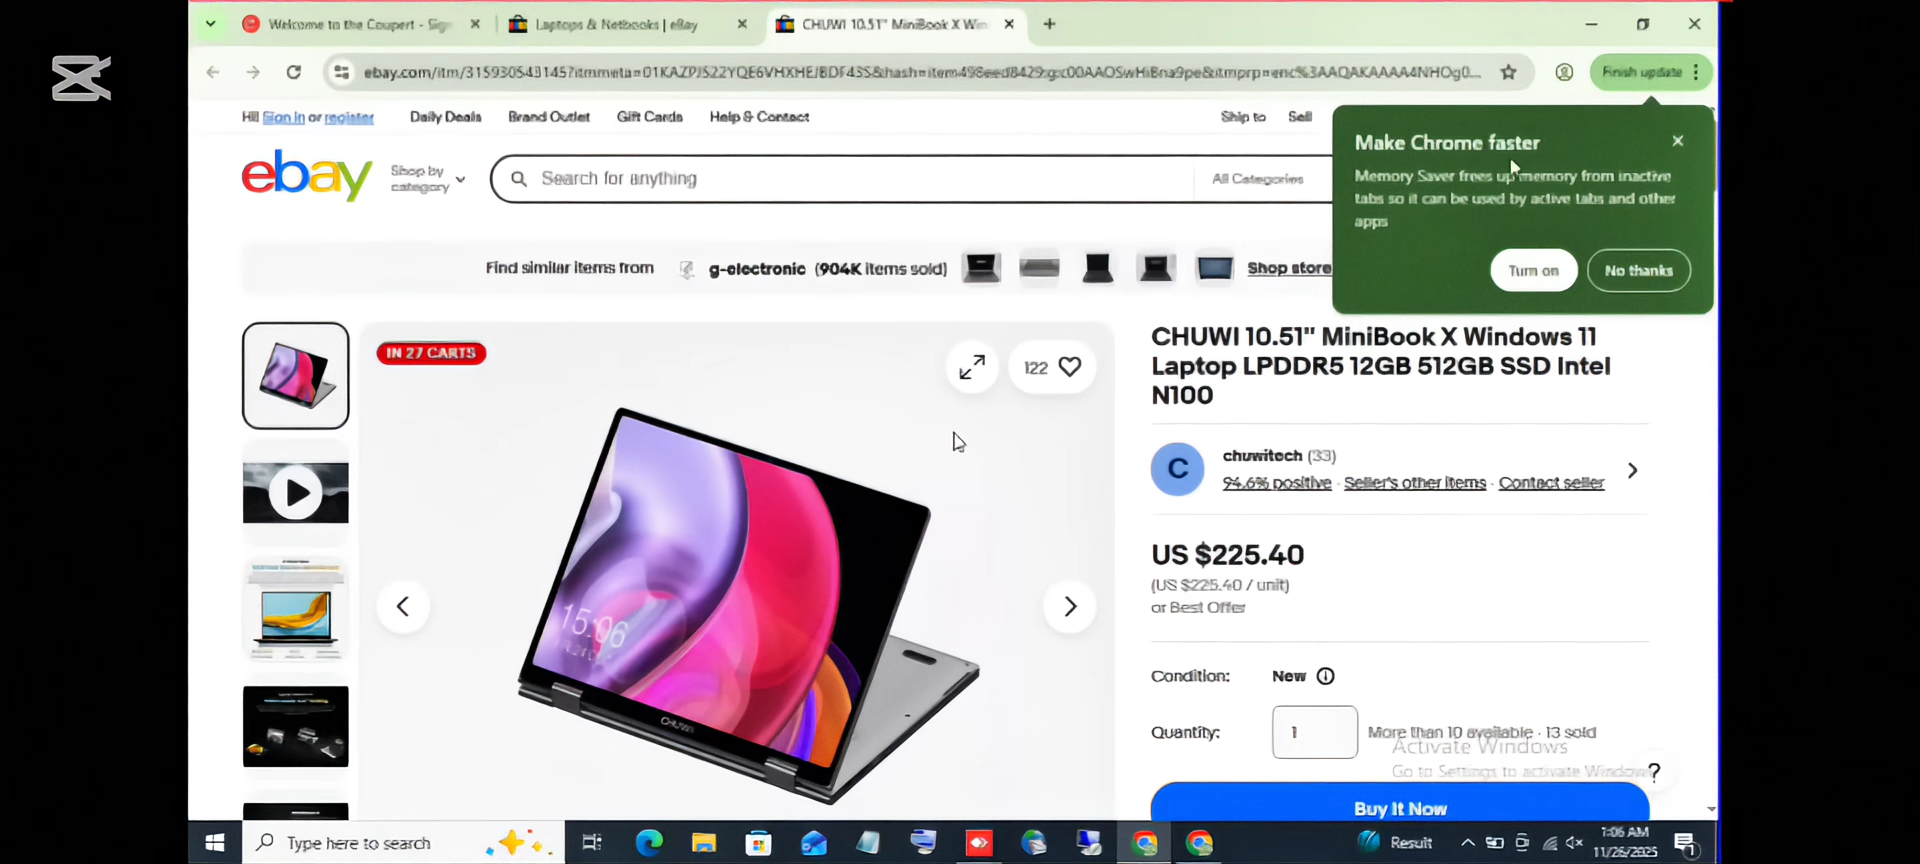 Welcome to the Coupert - Sig
Laptops & Netbooks | eBay
CHUWI 10.51" MiniBook X Win
Finish update
Hi! Sign in or register
Daily Deals
Brand Outlet
Gift Cards
Help & Contact
Ship to
Sell
Make Chrome faster
Memory Saver frees up memory from inactive
tabs so it can be used by active tabs and other
apps
Turn on
No thanks
ebay
Shop by
category
Search for anything
All Categories
Find similar items from
g-electronic (904K items sold)
Shop store
IN 27 CARTS
122
15:06
CHUWI
CHUWI 10.51" MiniBook X Windows 11
Laptop LPDDR5 12GB 512GB SSD Intel
N100
C
chuwitech (33)
94.6% positive · Seller's other items · Contact seller
US $225.40
(US $225.40 / unit)
or Best Offer
Condition:
New
Quantity:
1
More than 10 available · 13 sold
Activate Windows
Go to Settings to activate Windows
Buy It Now
Type here to search
Result
1:06 AM
11/26/2025